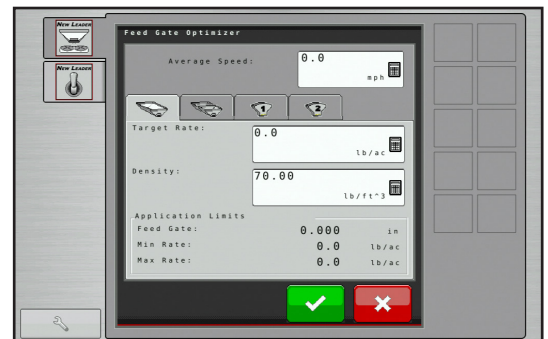 NEW LEADER
NEW LEADER
Feed Gate Optimizer
Average Speed:
0.0
mph
1
2
Target Rate:
0.0
lb/ac
Density:
70.00
lb/ft^3
Application Limits
Feed Gate: 0.000 in
Min Rate: 0.0 lb/ac
Max Rate: 0.0 lb/ac